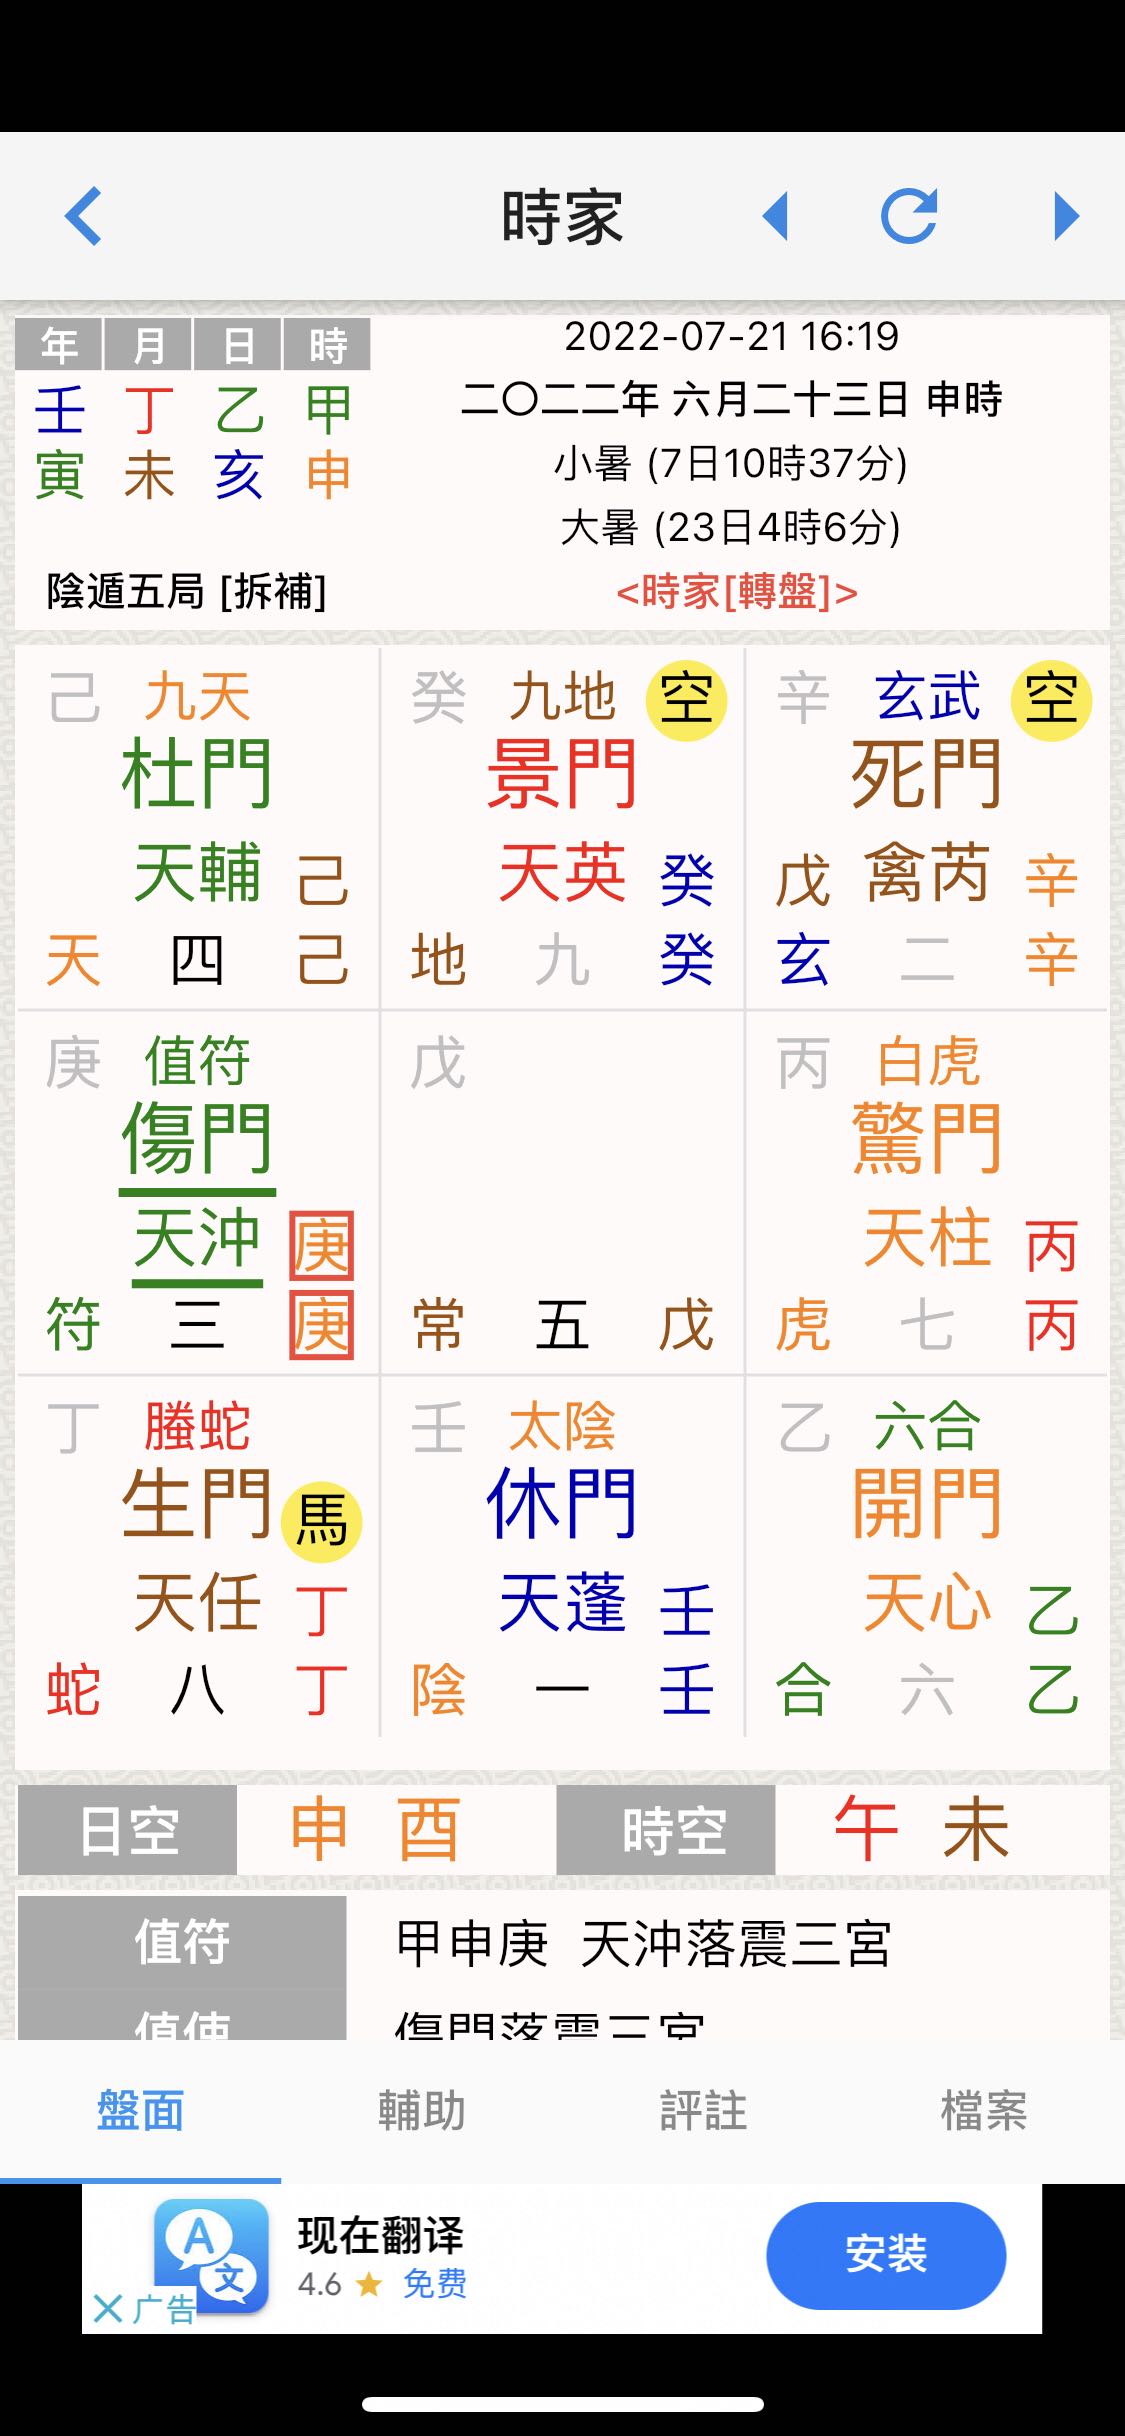 時家
年 月 日 時
壬 丁 乙 甲
寅 未 亥 申
陰遁五局 [拆補]
2022-07-21 16:19
二〇二二年 六月二十三日 申時
小暑 (7日10時37分)
大暑 (23日4時6分)
<時家[轉盤]>
己 九天
杜門
天輔 己
天 四 己
癸 九地 空
景門
天英 癸
地 九 癸
辛 玄武 空
死門
戊 禽芮 辛
玄 二 辛
庚 值符
傷門
天沖 庚
符 三 庚
戊
常 五 戊
丙 白虎
驚門
天柱 丙
虎 七 丙
丁 螣蛇
生門 馬
天任 丁
蛇 八 丁
壬 太陰
休門
天蓬 壬
陰 一 壬
乙 六合
開門
天心 乙
合 六 乙
日空 申 酉 時空 午 未
值符 甲申庚 天沖落震三宮
值使 傷門落震三宮
盤面 輔助 評註 檔案
A
文
现在翻译
4.6 ★ 免费
安装
广告